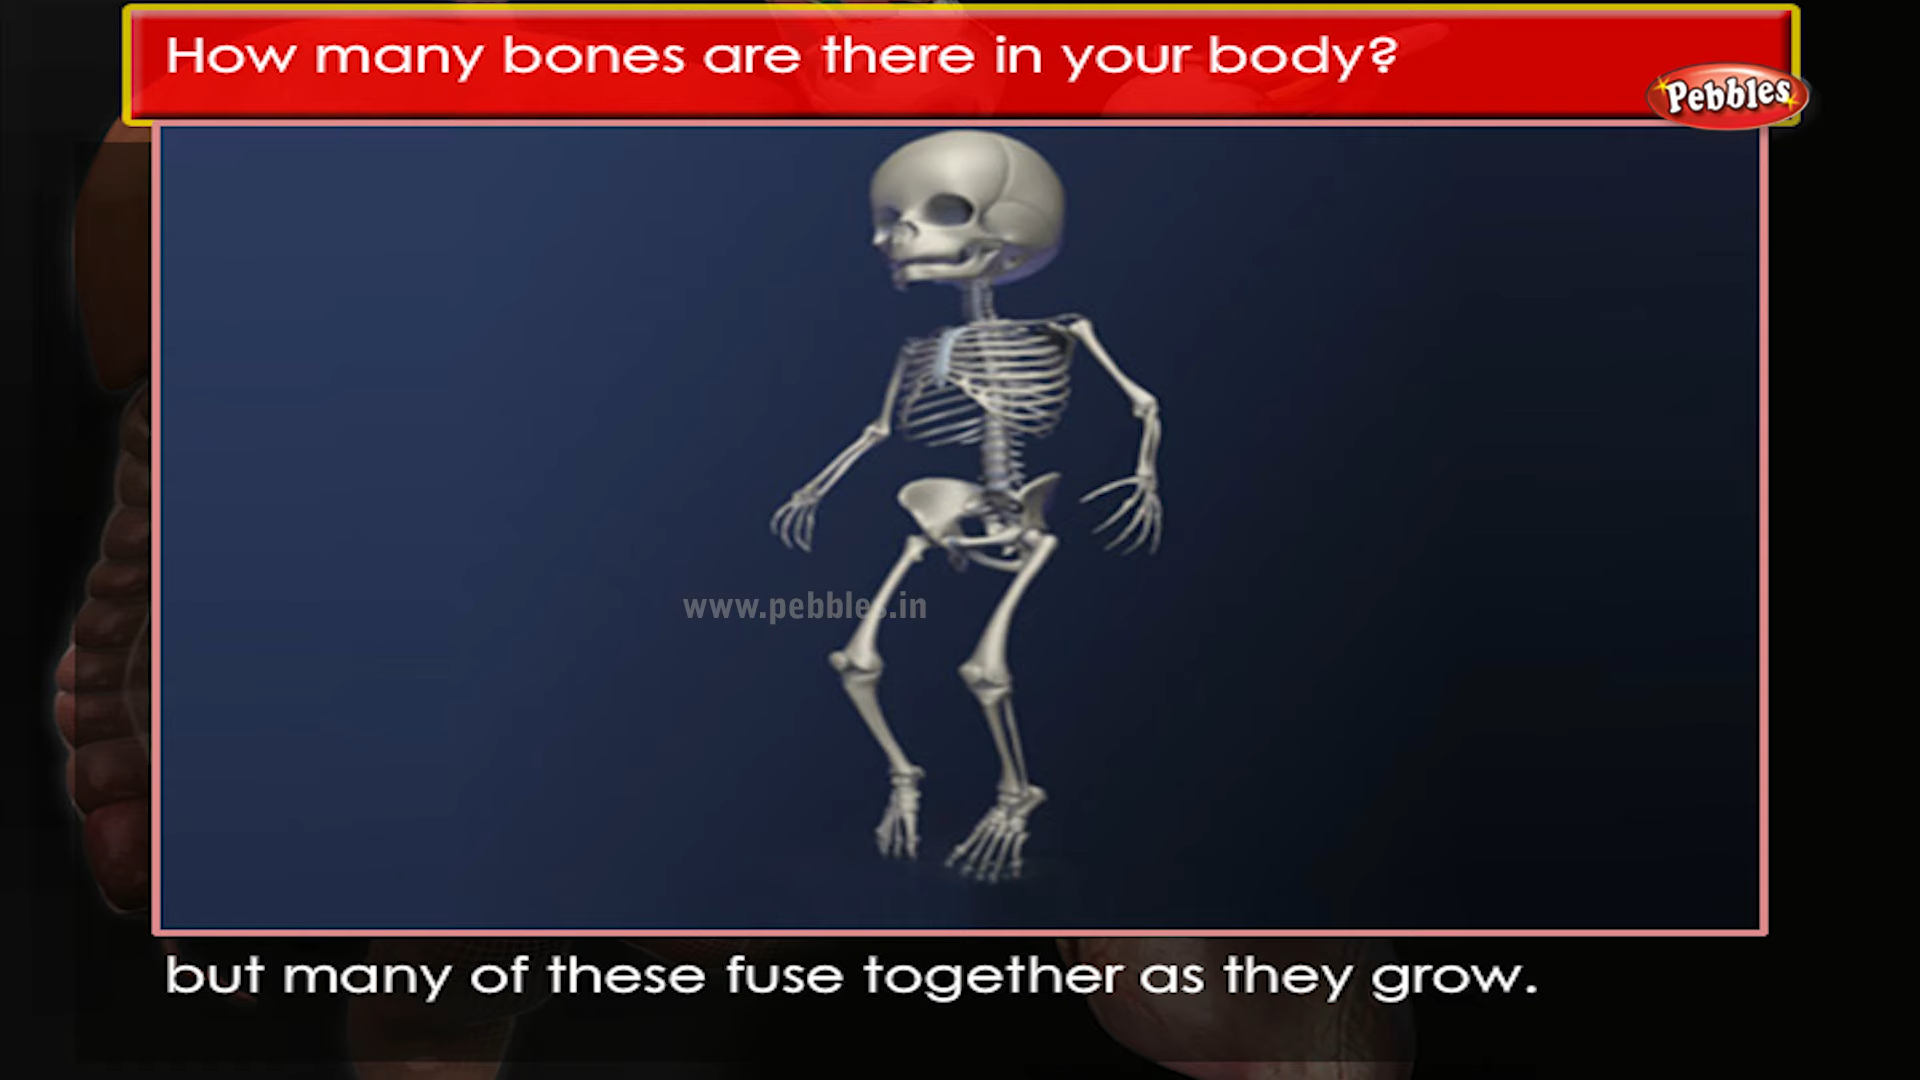 How many bones are there in your body?
Pebbles
www.pebbles.in
but many of these fuse together as they grow.